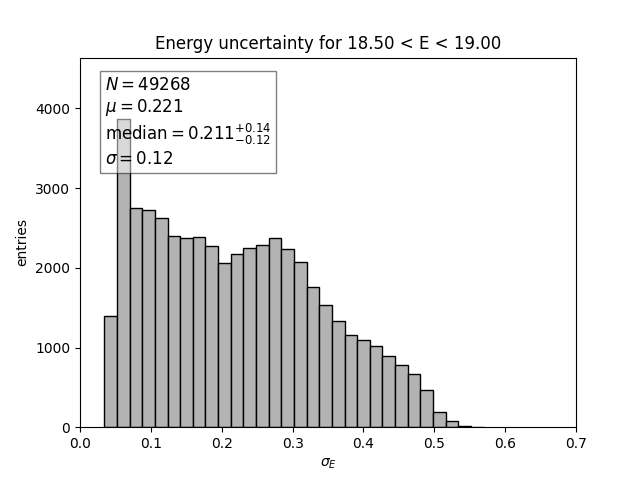 Energy uncertainty for 18.50 < E < 19.00
N = 49268
μ = 0.221
median = 0.211^{+0.14}_{-0.12}
σ = 0.12
entries
4000
3000
2000
1000
0
0.0 0.1 0.2 0.3 0.4 0.5 0.6 0.7
σ_E